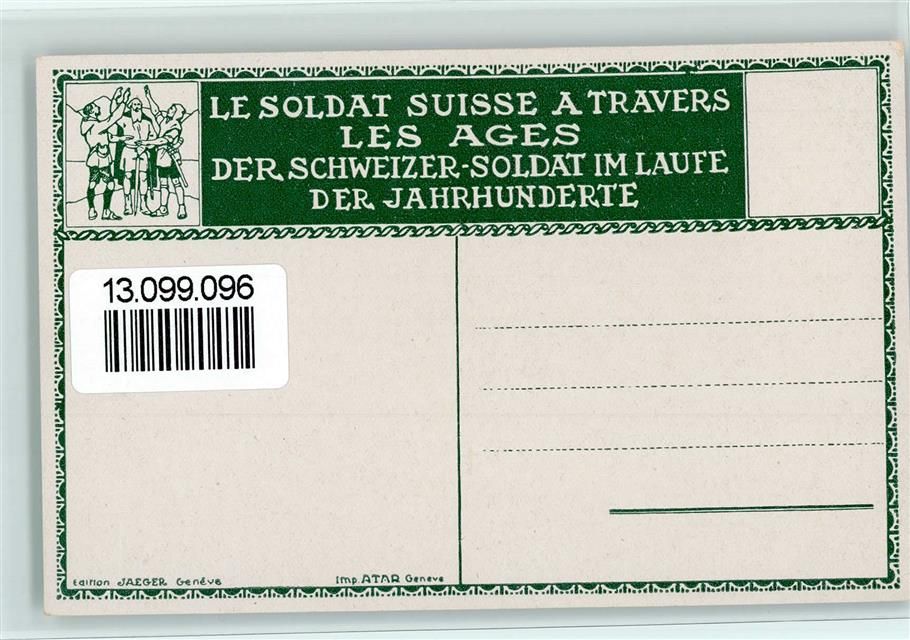 LE SOLDAT SUISSE A TRAVERS
LES AGES
DER SCHWEIZER-SOLDAT IM LAUFE
DER JAHRHUNDERTE
13.099.096
Edition JAEGER Genève
Imp. ATAR Geneve